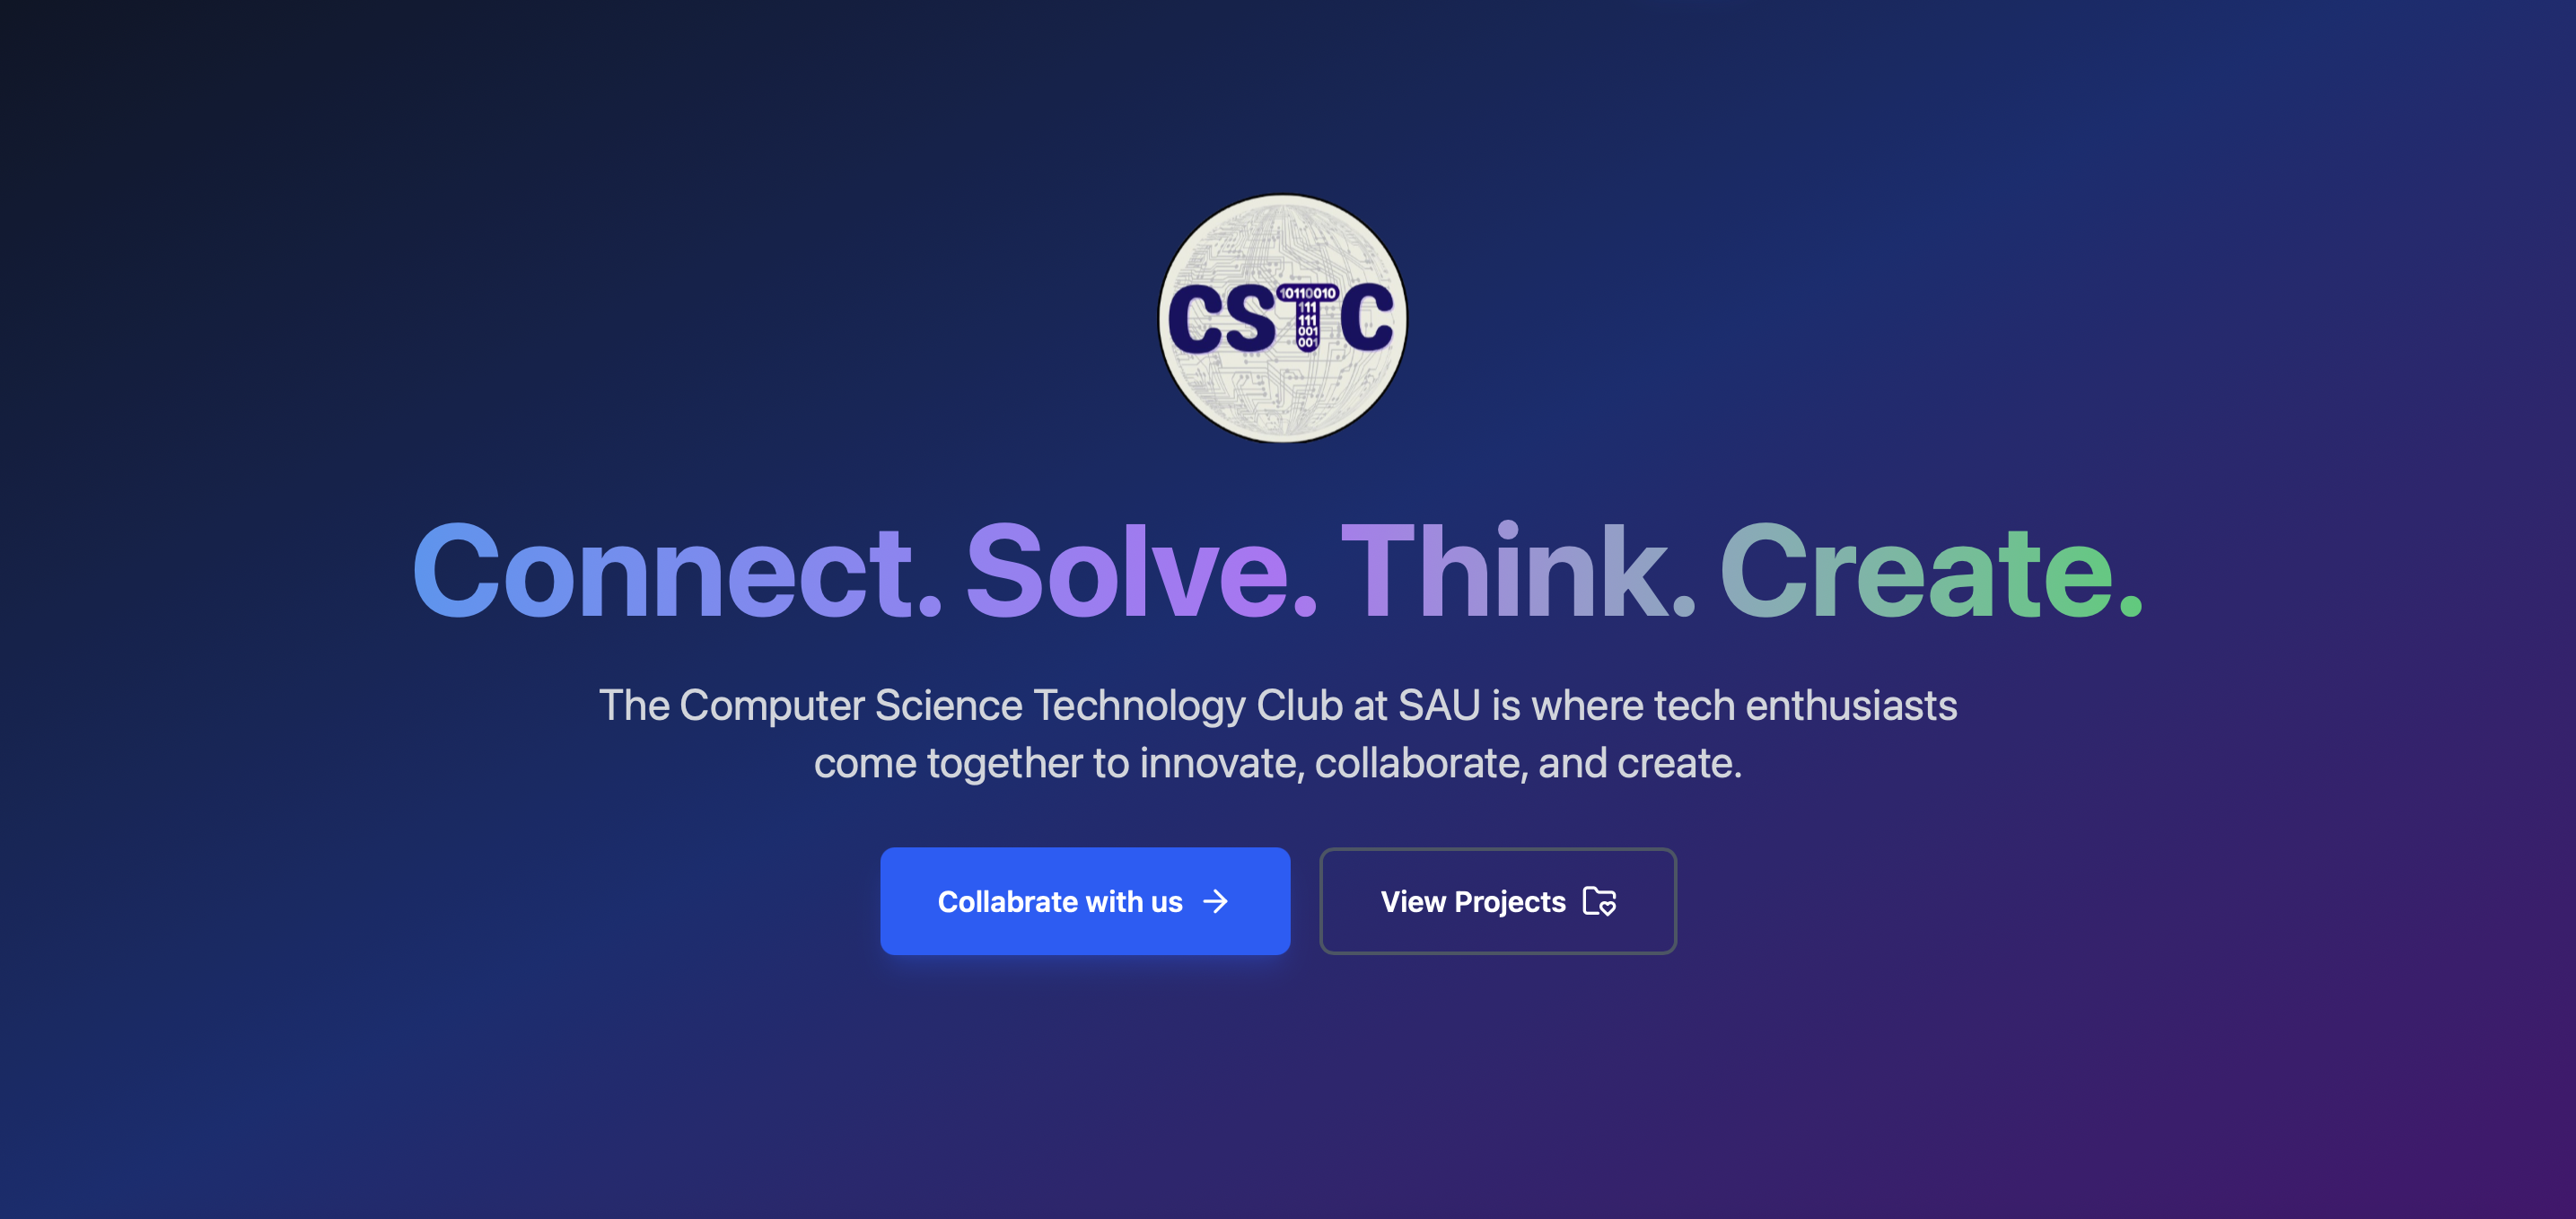 CSTC
10110010
111
111
001
001
Connect. Solve. Think. Create.
The Computer Science Technology Club at SAU is where tech enthusiasts
come together to innovate, collaborate, and create.
Collabrate with us
View Projects